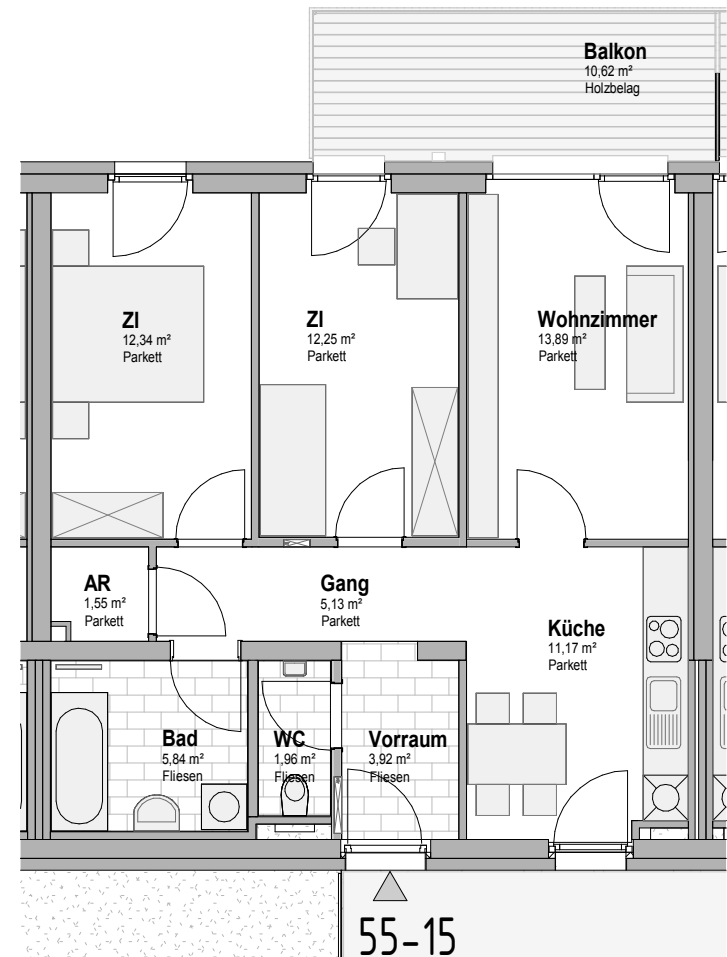 Balkon
10,62 m²
Holzbelag
ZI
12,34 m²
Parkett
ZI
12,25 m²
Parkett
Wohnzimmer
13,89 m²
Parkett
AR
1,55 m²
Parkett
Gang
5,13 m²
Parkett
Küche
11,17 m²
Parkett
Bad
5,84 m²
Fliesen
WC
1,96 m²
Fliesen
Vorraum
3,92 m²
Fliesen
55-15